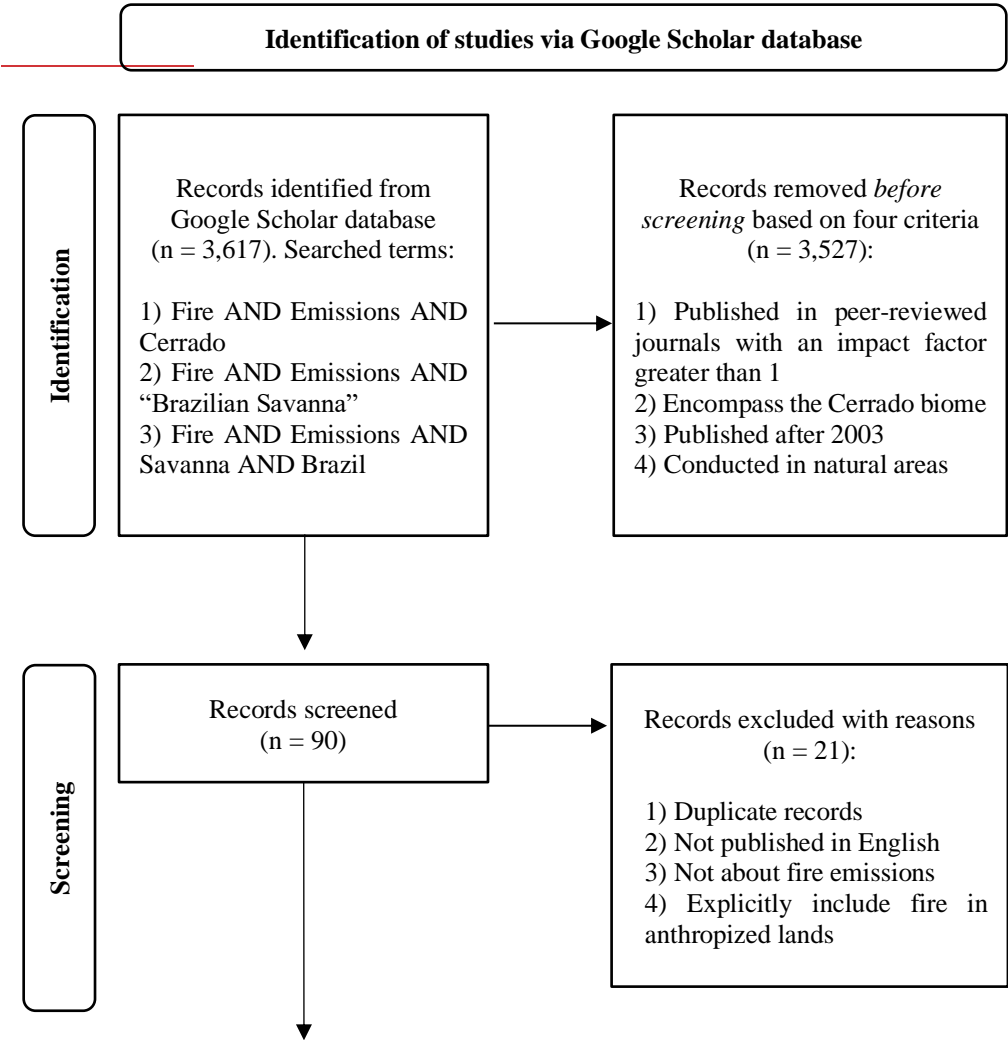 Identification of studies via Google Scholar database
Identification
Records identified from
Google Scholar database
(n = 3,617). Searched terms:
1) Fire AND Emissions AND
Cerrado
2) Fire AND Emissions AND
“Brazilian Savanna”
3) Fire AND Emissions AND
Savanna AND Brazil
Records removed before
screening based on four criteria
(n = 3,527):
1) Published in peer-reviewed
journals with an impact factor
greater than 1
2) Encompass the Cerrado biome
3) Published after 2003
4) Conducted in natural areas
Screening
Records screened
(n = 90)
Records excluded with reasons
(n = 21):
1) Duplicate records
2) Not published in English
3) Not about fire emissions
4) Explicitly include fire in
anthropized lands